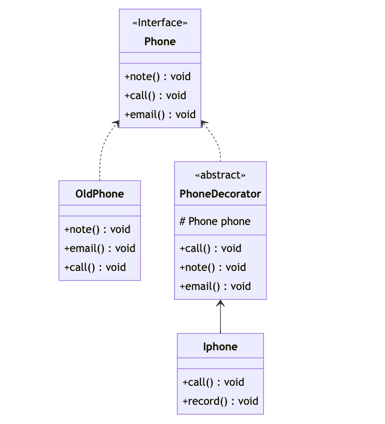 «Interface»
Phone
+note() : void
+call() : void
+email() : void
OldPhone
+note() : void
+email() : void
+call() : void
«abstract»
PhoneDecorator
# Phone phone
+call() : void
+note() : void
+email() : void
Iphone
+call() : void
+record() : void